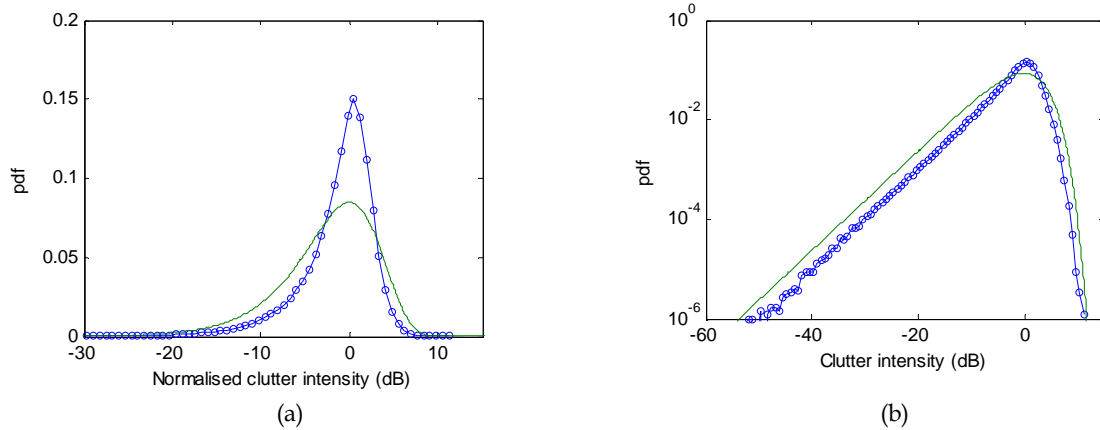 0.2
0.15
0.1
0.05
0
pdf
-30 -20 -10 0 10
Normalised clutter intensity (dB)
(a)
10^0
10^-2
10^-4
10^-6
pdf
-60 -40 -20 0
Clutter intensity (dB)
(b)